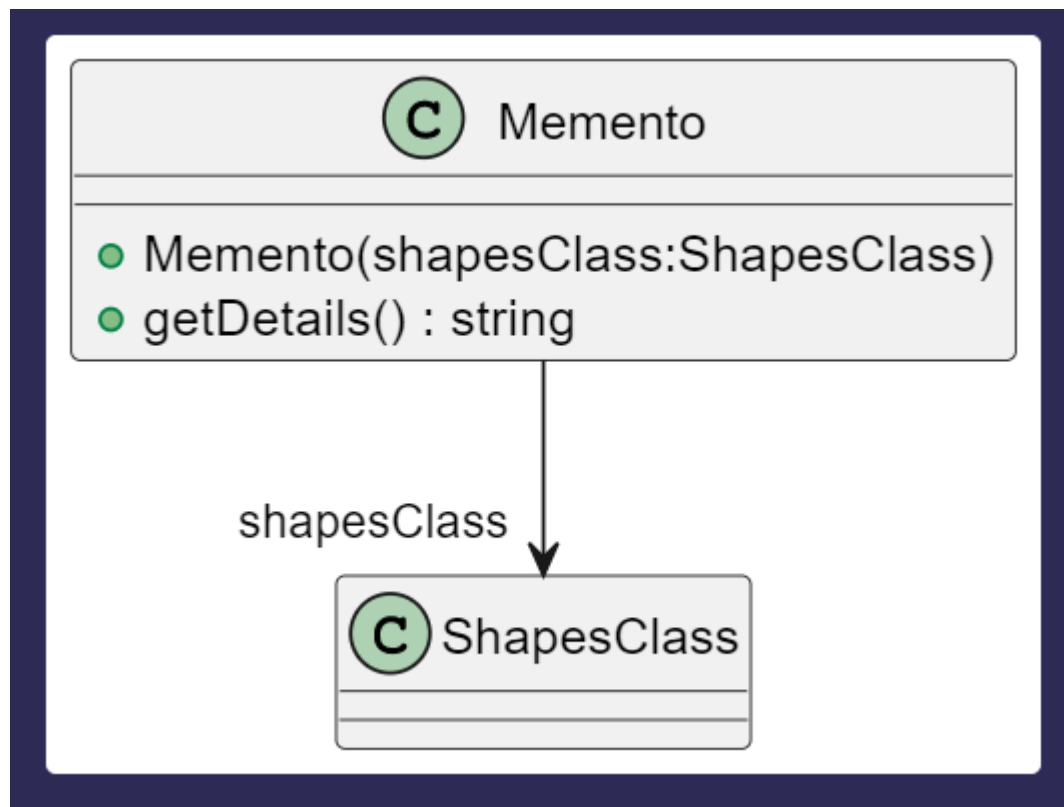 C Memento
Memento(shapesClass:ShapesClass)
getDetails() : string
shapesClass
C ShapesClass